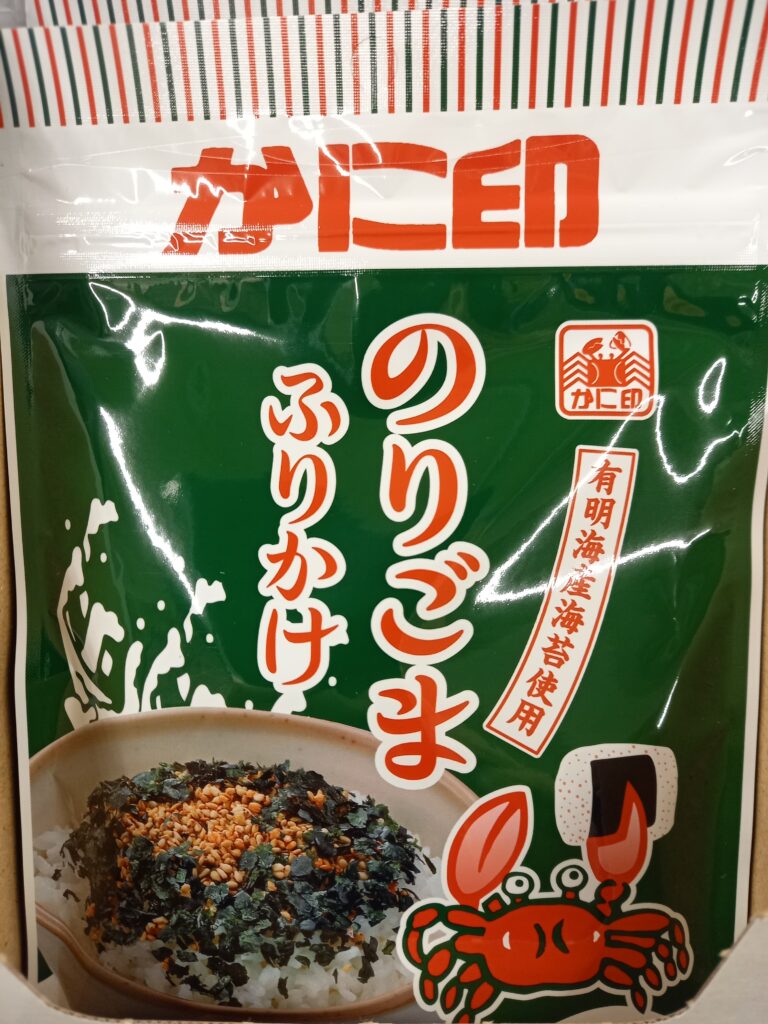 かに印
かに印
有明海産海苔使用
のりごま
ふりかけ